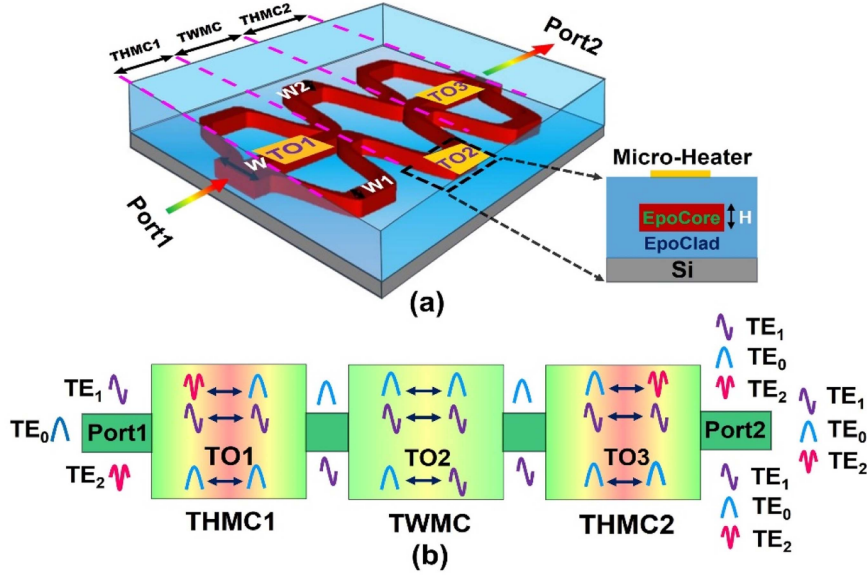 THMC1
TWMC
THMC2
Port2
W2
TO3
TO1
TO2
W
W1
Port1
Micro-Heater
EpoCore
H
EpoClad
Si
(a)
TE1
TE0
TE2
TE1
TE0
TE1
TE0
TE2
Port1
TO1
TO2
TO3
Port2
TE2
TE1
TE0
TE2
THMC1
TWMC
THMC2
(b)